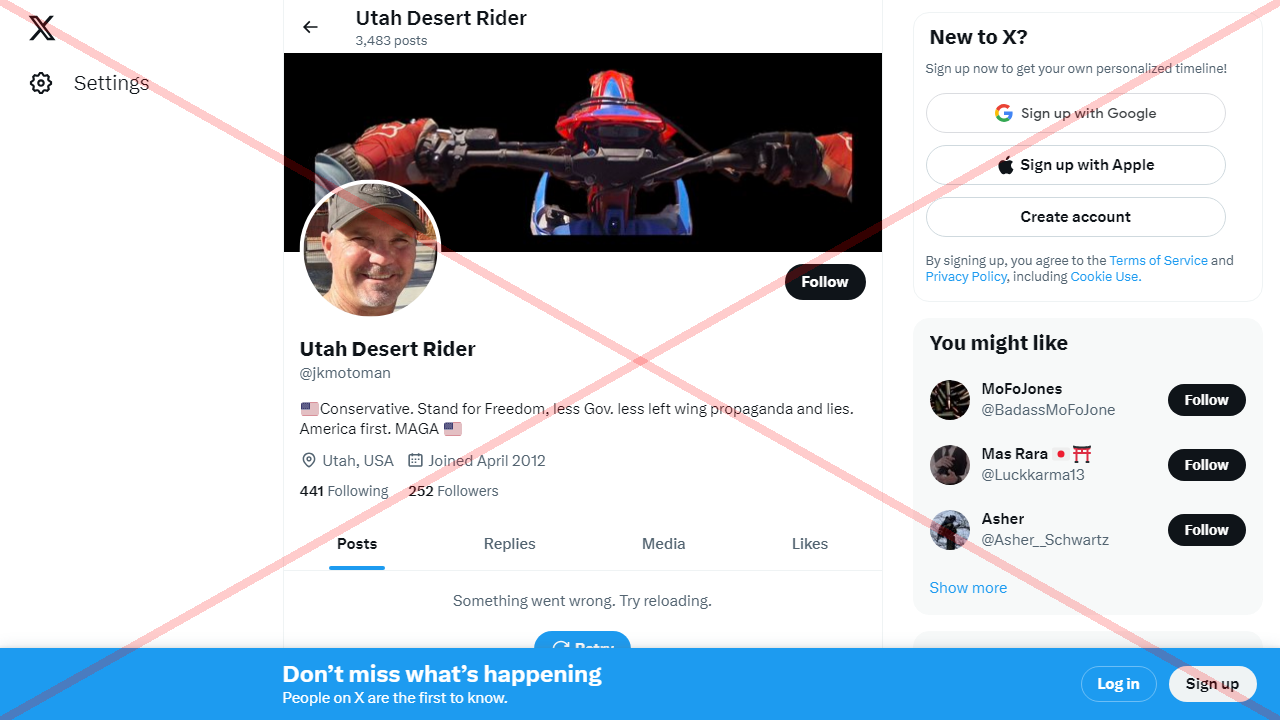 Settings
Utah Desert Rider
3,483 posts
Follow
Utah Desert Rider
@jkmotoman
🇺🇸Conservative. Stand for Freedom, less Gov. less left wing propaganda and lies.
America first. MAGA 🇺🇸
Utah, USA Joined April 2012
441 Following 252 Followers
Posts Replies Media Likes
Something went wrong. Try reloading.
Retry
New to X?
Sign up now to get your own personalized timeline!
Sign up with Google
Sign up with Apple
Create account
By signing up, you agree to the Terms of Service and
Privacy Policy, including Cookie Use.
You might like
MoFoJones
@BadassMoFoJone
Follow
Mas Rara 🇯🇵 ⛩️
@Luckkarma13
Follow
Asher
@Asher__Schwartz
Follow
Show more
Don’t miss what’s happening
People on X are the first to know.
Log in
Sign up